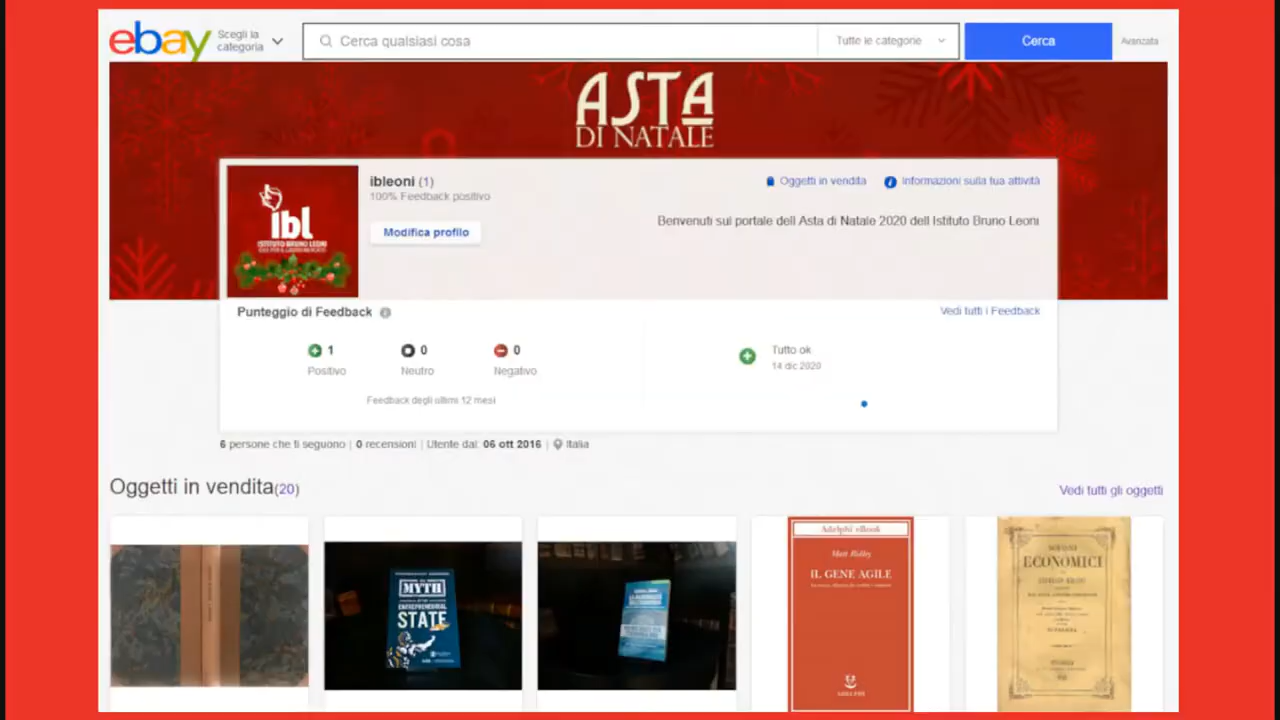 ebay
Scegli la
categoria
Cerca qualsiasi cosa
Tutte le categorie
Cerca
Avanzata
ASTA
DI NATALE
ibl
ISTITUTO BRUNO LEONI
ibleoni (1)
100% Feedback positivo
Modifica profilo
Oggetti in vendita
Informazioni sulla tua attività
Benvenuti sul portale dell Asta di Natale 2020 dell Istituto Bruno Leoni
Punteggio di Feedback
Vedi tutti i Feedback
1
Positivo
0
Neutro
0
Negativo
Feedback degli ultimi 12 mesi
Tutto ok
14 dic 2020
6 persone che ti seguono | 0 recensioni | Utente dal: 06 ott 2016 | Italia
Oggetti in vendita(20)
Vedi tutti gli oggetti
MYTH
ENTREPRENEURIAL
STATE
Adelphi eBook
Matt Ridley
IL GENE AGILE
ADELPHI
ECONOMICI